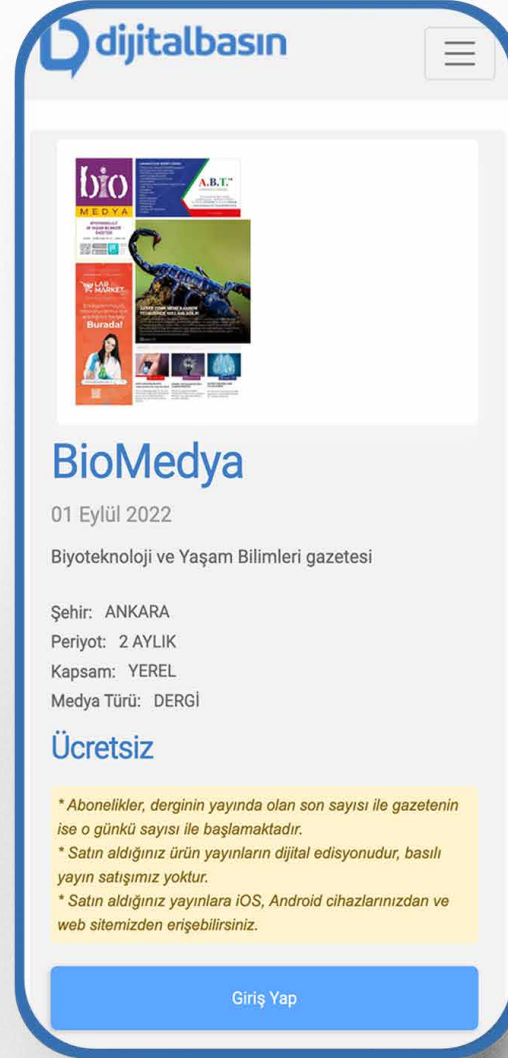 dijitalbasın
bio
MEDYA
A.B.T.™
LAB
MARKET
Burada!
BioMedya
01 Eylül 2022
Biyoteknoloji ve Yaşam Bilimleri gazetesi
Şehir: ANKARA
Periyot: 2 AYLIK
Kapsam: YEREL
Medya Türü: DERGİ
Ücretsiz
* Abonelikler, derginin yayında olan son sayısı ile gazetenin
ise o günkü sayısı ile başlamaktadır.
* Satın aldığınız ürün yayınların dijital edisyonudur, basılı
yayın satışımız yoktur.
* Satın aldığınız yayınlara iOS, Android cihazlarınızdan ve
web sitemizden erişebilirsiniz.
Giriş Yap